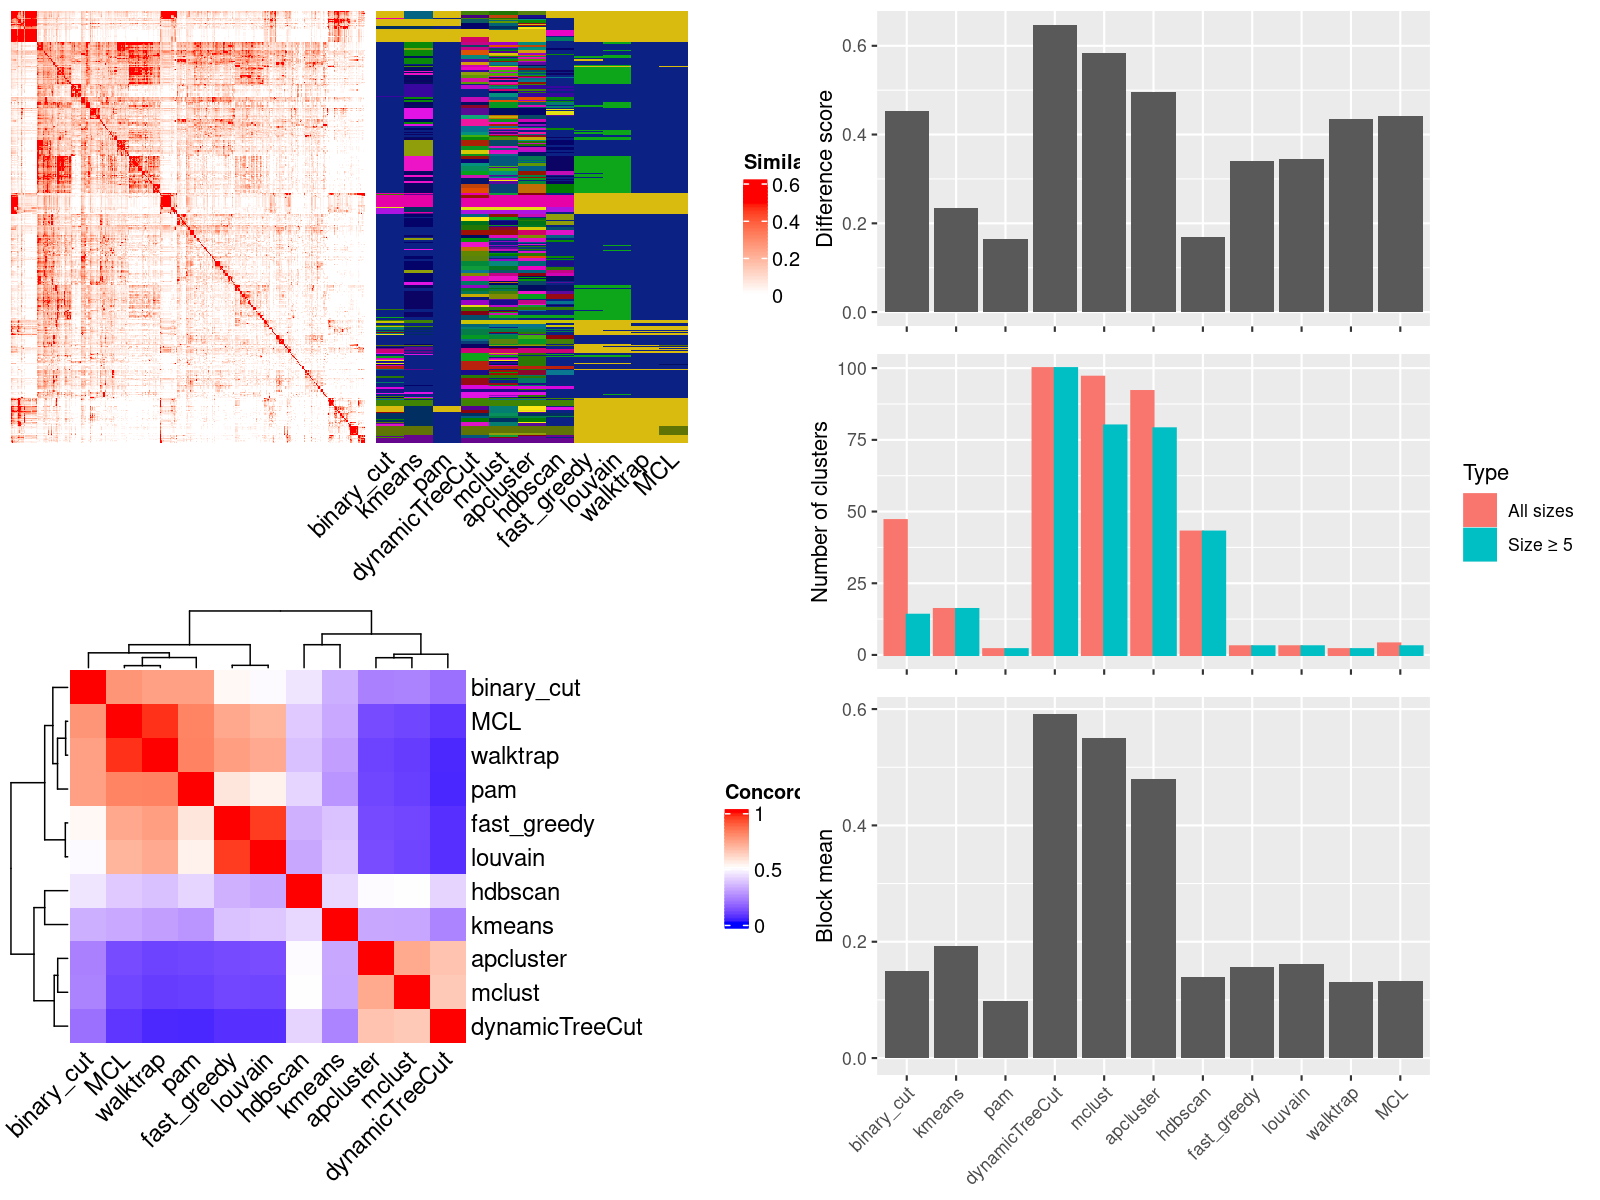 Simila
0.6
0.4
0.2
0
binary_cut
kmeans
pam
dynamicTreeCut
mclust
apcluster
hdbscan
fast_greedy
louvain
walktrap
MCL
binary_cut
MCL
walktrap
pam
fast_greedy
louvain
hdbscan
kmeans
apcluster
mclust
dynamicTreeCut
binary_cut
MCL
walktrap
pam
fast_greedy
louvain
hdbscan
kmeans
apcluster
mclust
dynamicTreeCut
Concord
1
0.5
0
Difference score
0.6
0.4
0.2
0.0
Number of clusters
100
75
50
25
0
Type
All sizes
Size ≥ 5
Block mean
0.6
0.4
0.2
0.0
binary_cut
kmeans
pam
dynamicTreeCut
mclust
apcluster
hdbscan
fast_greedy
louvain
walktrap
MCL